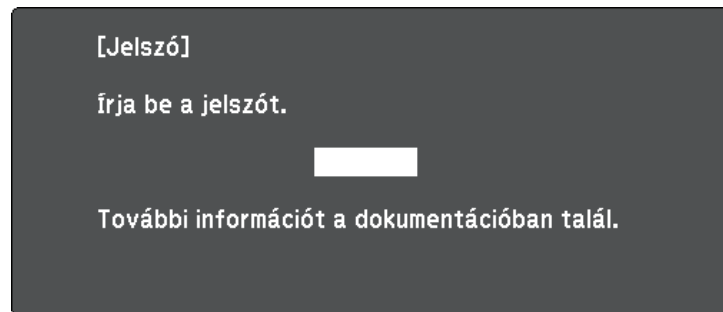 [Jelszó]
Írja be a jelszót.
További információt a dokumentációban talál.